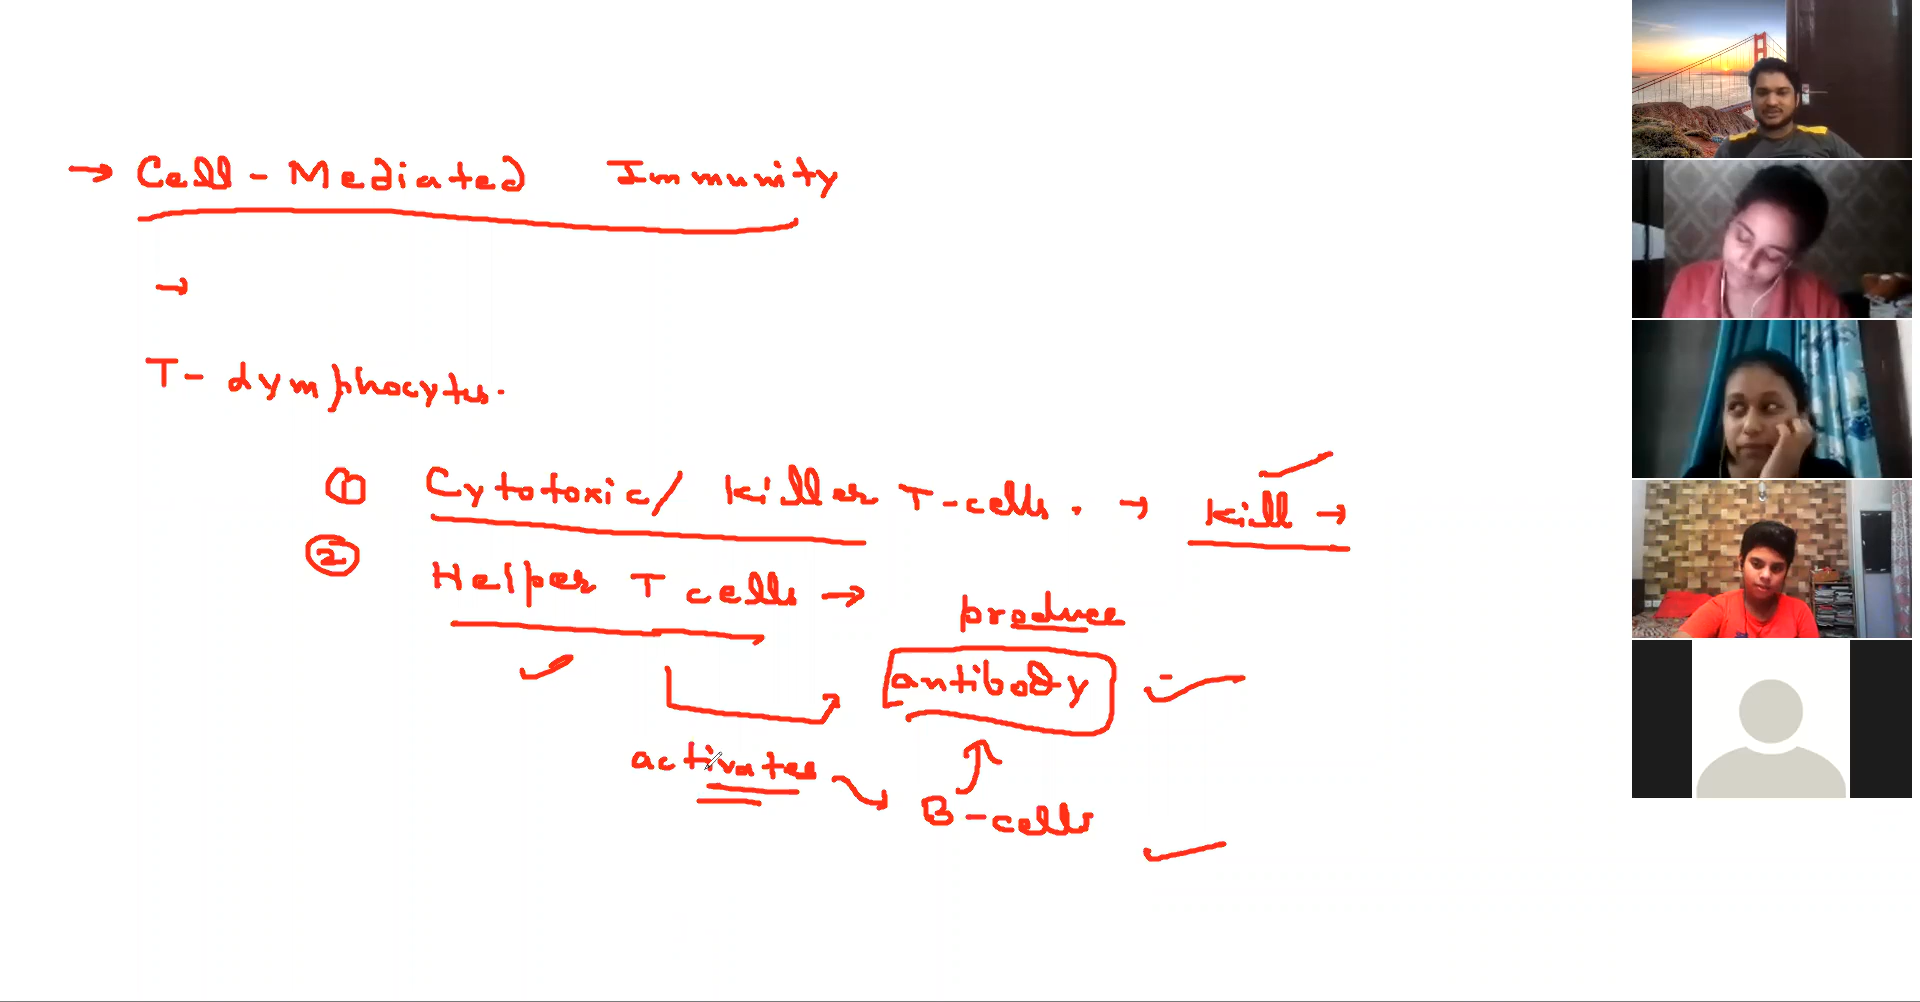 → Cell - Mediated Immunity
→
T - Lymphocytes.
① Cytotoxic / Killer T-cells. → Kill →
② Helper T cells →
produce
antibody
activates
B-cells